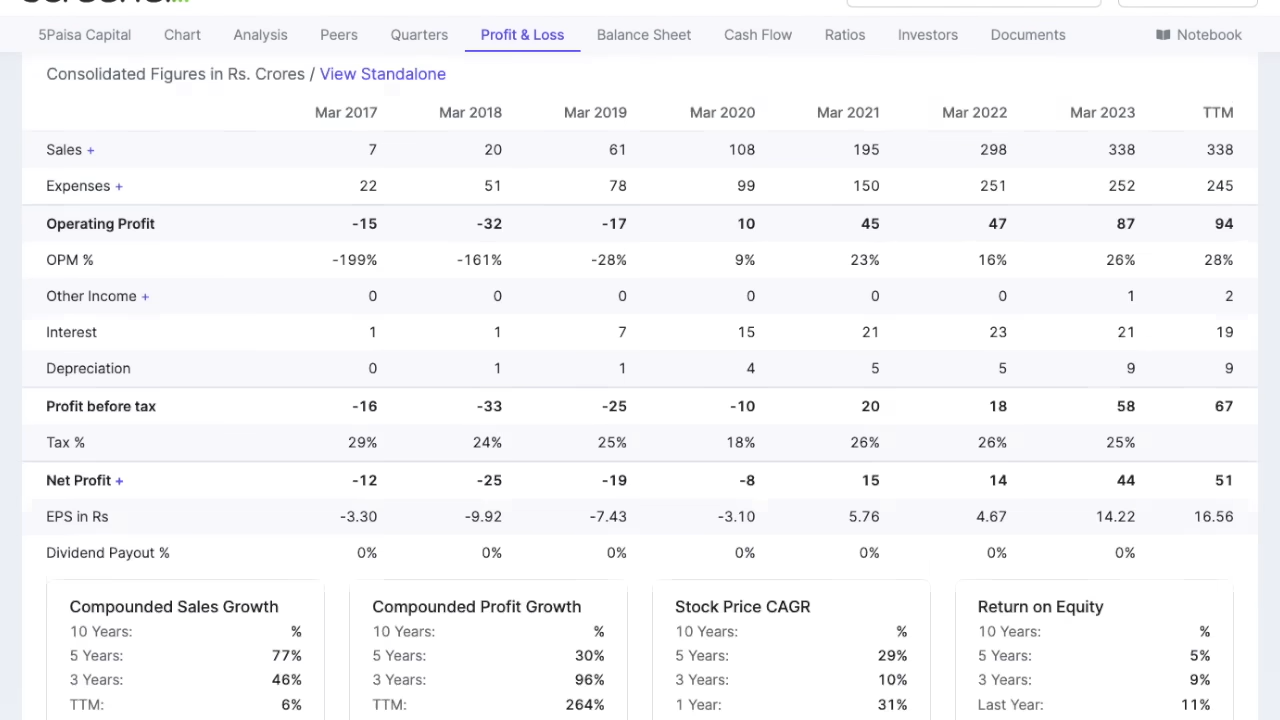 5Paisa Capital Chart Analysis Peers Quarters Profit & Loss Balance Sheet Cash Flow Ratios Investors Documents Notebook
Consolidated Figures in Rs. Crores / View Standalone
Mar 2017 Mar 2018 Mar 2019 Mar 2020 Mar 2021 Mar 2022 Mar 2023 TTM
Sales + 7 20 61 108 195 298 338 338
Expenses + 22 51 78 99 150 251 252 245
Operating Profit -15 -32 -17 10 45 47 87 94
OPM % -199% -161% -28% 9% 23% 16% 26% 28%
Other Income + 0 0 0 0 0 0 1 2
Interest 1 1 7 15 21 23 21 19
Depreciation 0 1 1 4 5 5 9 9
Profit before tax -16 -33 -25 -10 20 18 58 67
Tax % 29% 24% 25% 18% 26% 26% 25%
Net Profit + -12 -25 -19 -8 15 14 44 51
EPS in Rs -3.30 -9.92 -7.43 -3.10 5.76 4.67 14.22 16.56
Dividend Payout % 0% 0% 0% 0% 0% 0% 0%
Compounded Sales Growth
10 Years: %
5 Years: 77%
3 Years: 46%
TTM: 6%
Compounded Profit Growth
10 Years: %
5 Years: 30%
3 Years: 96%
TTM: 264%
Stock Price CAGR
10 Years: %
5 Years: 29%
3 Years: 10%
1 Year: 31%
Return on Equity
10 Years: %
5 Years: 5%
3 Years: 9%
Last Year: 11%